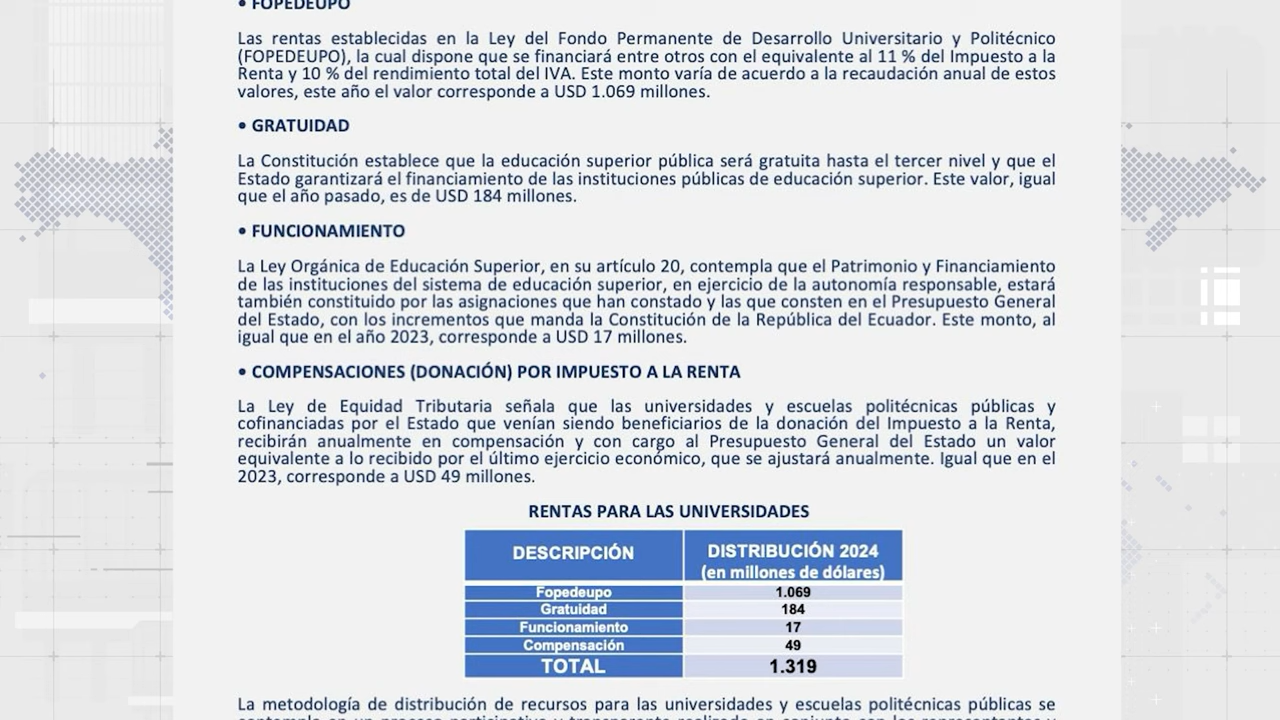 • FOPEDEUPO
Las rentas establecidas en la Ley del Fondo Permanente de Desarrollo Universitario y Politécnico
(FOPEDEUPO), la cual dispone que se financiará entre otros con el equivalente al 11 % del Impuesto a la
Renta y 10 % del rendimiento total del IVA. Este monto varía de acuerdo a la recaudación anual de estos
valores, este año el valor corresponde a USD 1.069 millones.
• GRATUIDAD
La Constitución establece que la educación superior pública será gratuita hasta el tercer nivel y que el
Estado garantizará el financiamiento de las instituciones públicas de educación superior. Este valor, igual
que el año pasado, es de USD 184 millones.
• FUNCIONAMIENTO
La Ley Orgánica de Educación Superior, en su artículo 20, contempla que el Patrimonio y Financiamiento
de las instituciones del sistema de educación superior, en ejercicio de la autonomía responsable, estará
también constituido por las asignaciones que han constado y las que consten en el Presupuesto General
del Estado, con los incrementos que manda la Constitución de la República del Ecuador. Este monto, al
igual que en el año 2023, corresponde a USD 17 millones.
• COMPENSACIONES (DONACIÓN) POR IMPUESTO A LA RENTA
La Ley de Equidad Tributaria señala que las universidades y escuelas politécnicas públicas y
cofinanciadas por el Estado que venían siendo beneficiarios de la donación del Impuesto a la Renta,
recibirán anualmente en compensación y con cargo al Presupuesto General del Estado un valor
equivalente a lo recibido por el último ejercicio económico, que se ajustará anualmente. Igual que en el
2023, corresponde a USD 49 millones.
RENTAS PARA LAS UNIVERSIDADES
DESCRIPCIÓN DISTRIBUCIÓN 2024
(en millones de dólares)
Fopedeupo 1.069
Gratuidad 184
Funcionamiento 17
Compensación 49
TOTAL 1.319
La metodología de distribución de recursos para las universidades y escuelas politécnicas públicas se